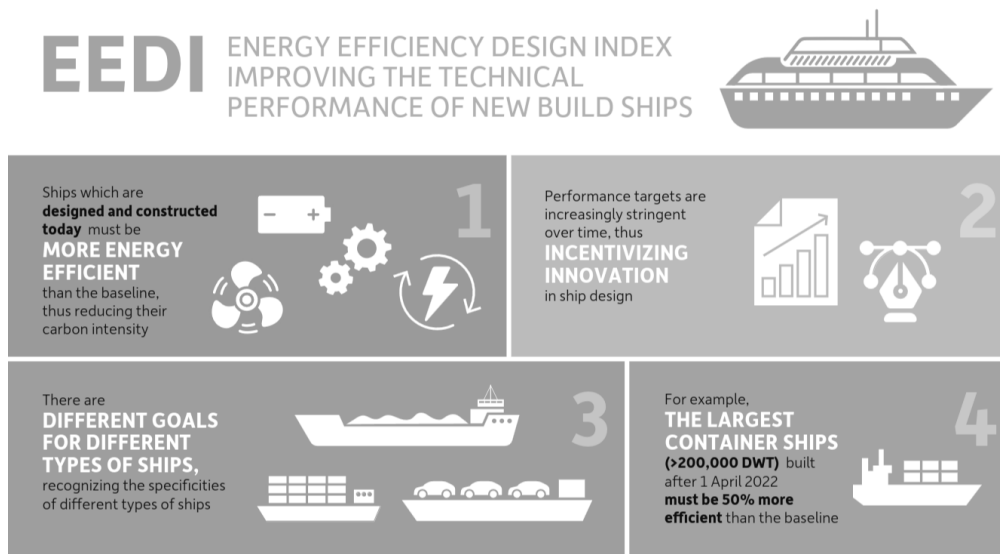 EEDI
ENERGY EFFICIENCY DESIGN INDEX
IMPROVING THE TECHNICAL
PERFORMANCE OF NEW BUILD SHIPS
1
Ships which are
designed and constructed
today must be
MORE ENERGY
EFFICIENT
than the baseline,
thus reducing their
carbon intensity
2
Performance targets are
increasingly stringent
over time, thus
INCENTIVIZING
INNOVATION
in ship design
3
There are
DIFFERENT GOALS
FOR DIFFERENT
TYPES OF SHIPS,
recognizing the specificities
of different types of ships
4
For example,
THE LARGEST
CONTAINER SHIPS
(>200,000 DWT) built
after 1 April 2022
must be 50% more
efficient than the baseline